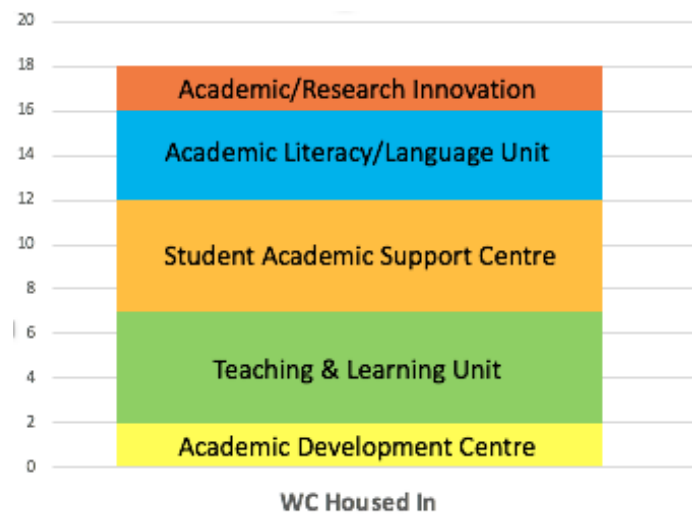 20
18
16
14
12
10
8
6
4
2
0
Academic/Research Innovation
Academic Literacy/Language Unit
Student Academic Support Centre
Teaching & Learning Unit
Academic Development Centre
WC Housed In